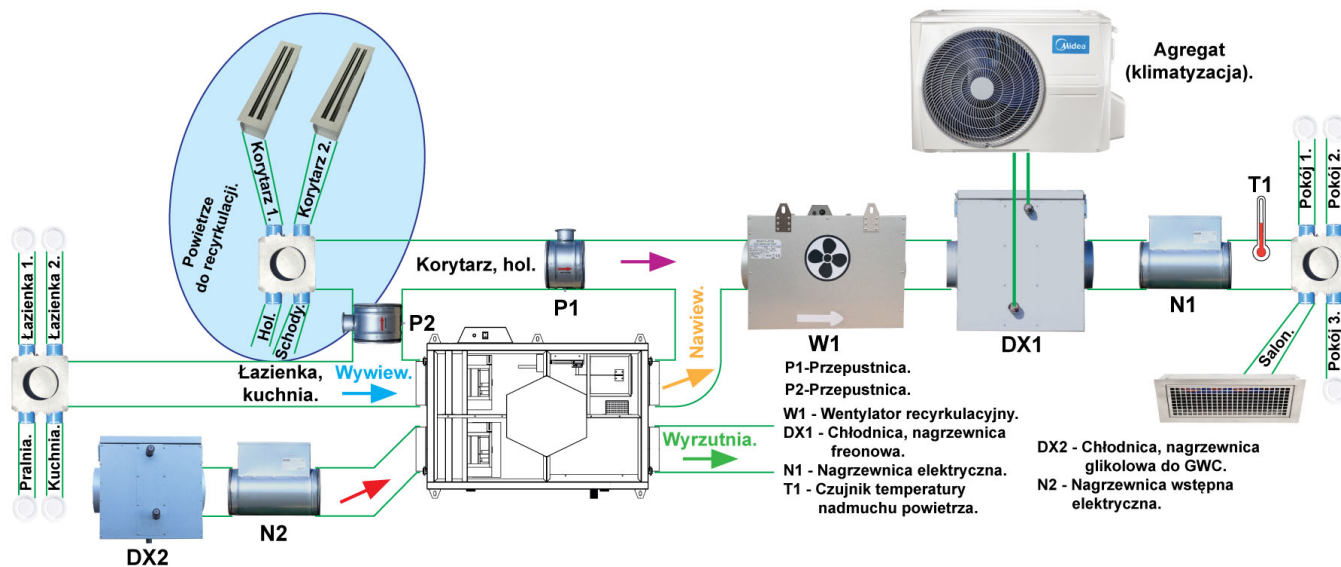 Midea
Agregat
(klimatyzacja).
Korytarz 1.
Korytarz 2.
Powietrze
do recyrkulacji.
Hol.
Schody.
Łazienka 1.
Łazienka 2.
Pralnia.
Kuchnia.
Korytarz, hol.
P1
P2
Łazienka,
kuchnia.
Wywiew.
Nawiew.
Wyrzutnia.
W1
DX1
N1
T1
Pokój 1.
Pokój 2.
Pokój 3.
Salon.
DX2
N2
P1-Przepustnica.
P2-Przepustnica.
W1 - Wentylator recyrkulacyjny.
DX1 - Chłodnica, nagrzewnica
freonowa.
N1 - Nagrzewnica elektryczna.
T1 - Czujnik temperatury
nadmuchu powietrza.
DX2 - Chłodnica, nagrzewnica
glikolowa do GWC.
N2 - Nagrzewnica wstępna
elektryczna.